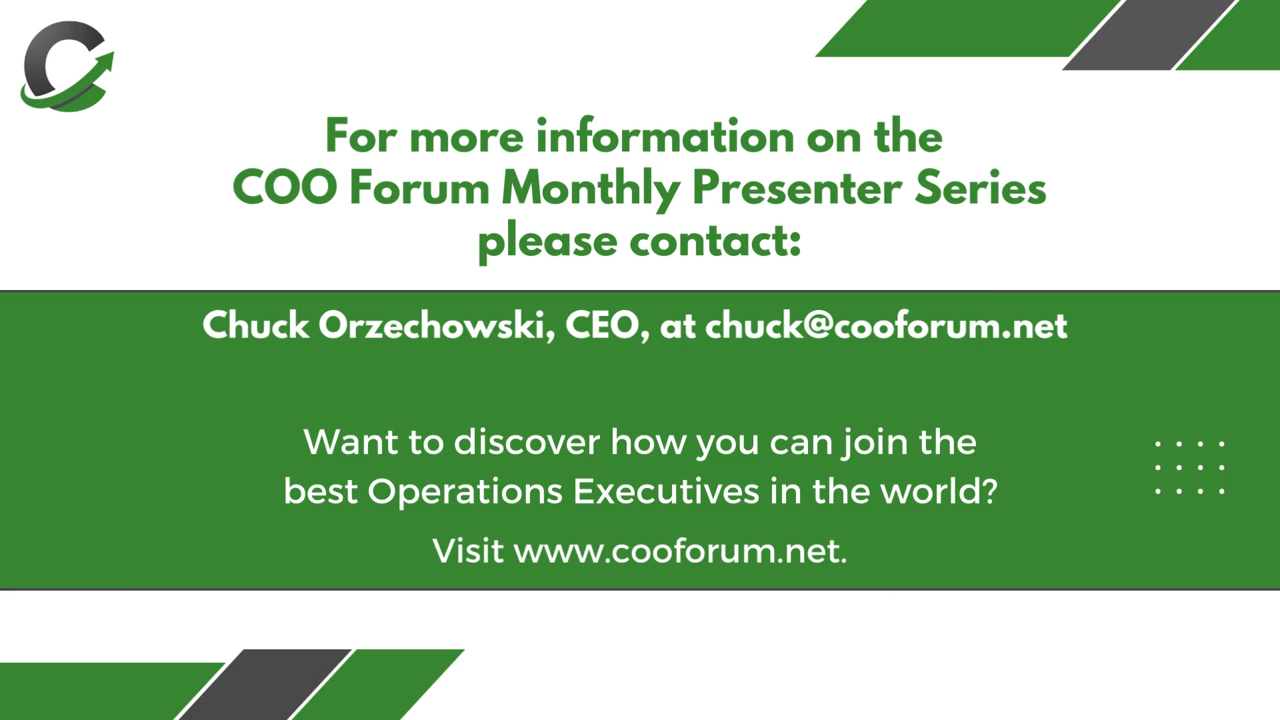 For more information on the
COO Forum Monthly Presenter Series
please contact:
Chuck Orzechowski, CEO, at chuck@cooforum.net
Want to discover how you can join the
best Operations Executives in the world?
Visit www.cooforum.net.